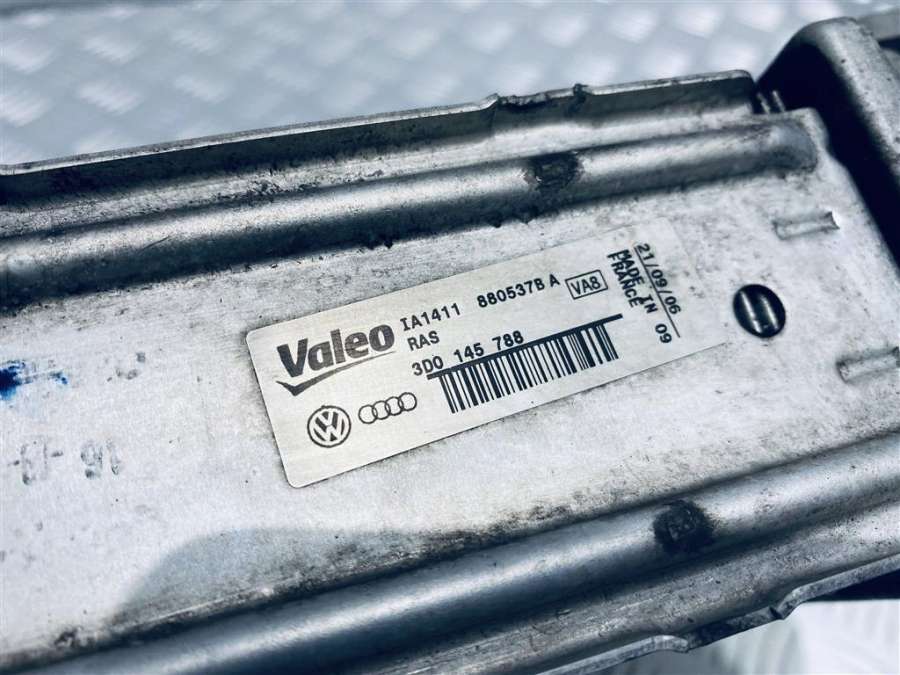 Valeo
IA1411 880537B A VA8
RAS
3D0 145 788
21/09/06
MADE IN
FRANCE 09